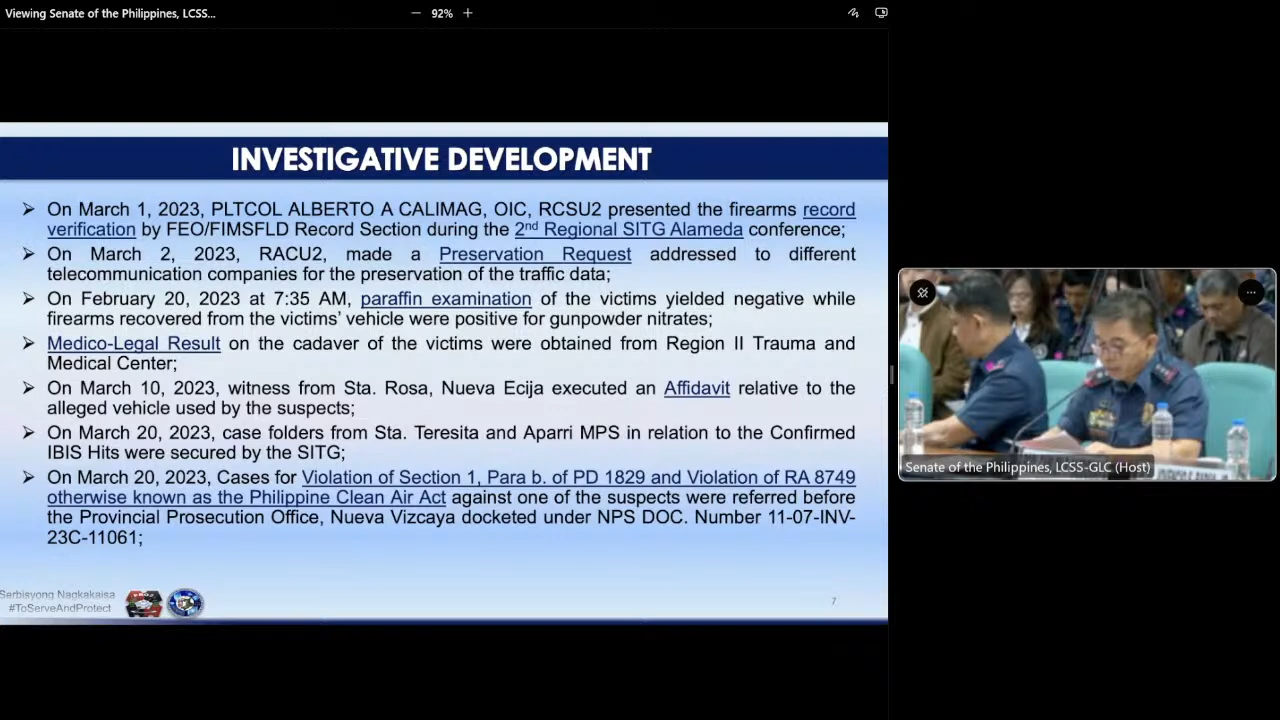 Viewing Senate of the Philippines, LCSS...
92%
INVESTIGATIVE DEVELOPMENT
➢ On March 1, 2023, PLTCOL ALBERTO A CALIMAG, OIC, RCSU2 presented the firearms record
verification by FEO/FIMSFLD Record Section during the 2nd Regional SITG Alameda conference;
➢ On March 2, 2023, RACU2, made a Preservation Request addressed to different
telecommunication companies for the preservation of the traffic data;
➢ On February 20, 2023 at 7:35 AM, paraffin examination of the victims yielded negative while
firearms recovered from the victims' vehicle were positive for gunpowder nitrates;
➢ Medico-Legal Result on the cadaver of the victims were obtained from Region II Trauma and
Medical Center;
➢ On March 10, 2023, witness from Sta. Rosa, Nueva Ecija executed an Affidavit relative to the
alleged vehicle used by the suspects;
➢ On March 20, 2023, case folders from Sta. Teresita and Aparri MPS in relation to the Confirmed
IBIS Hits were secured by the SITG;
➢ On March 20, 2023, Cases for Violation of Section 1, Para b. of PD 1829 and Violation of RA 8749
otherwise known as the Philippine Clean Air Act against one of the suspects were referred before
the Provincial Prosecution Office, Nueva Vizcaya docketed under NPS DOC. Number 11-07-INV-
23C-11061;
Serbisyong Nagkakaisa
#ToServeAndProtect
7
Senate of the Philippines, LCSS-GLC (Host)